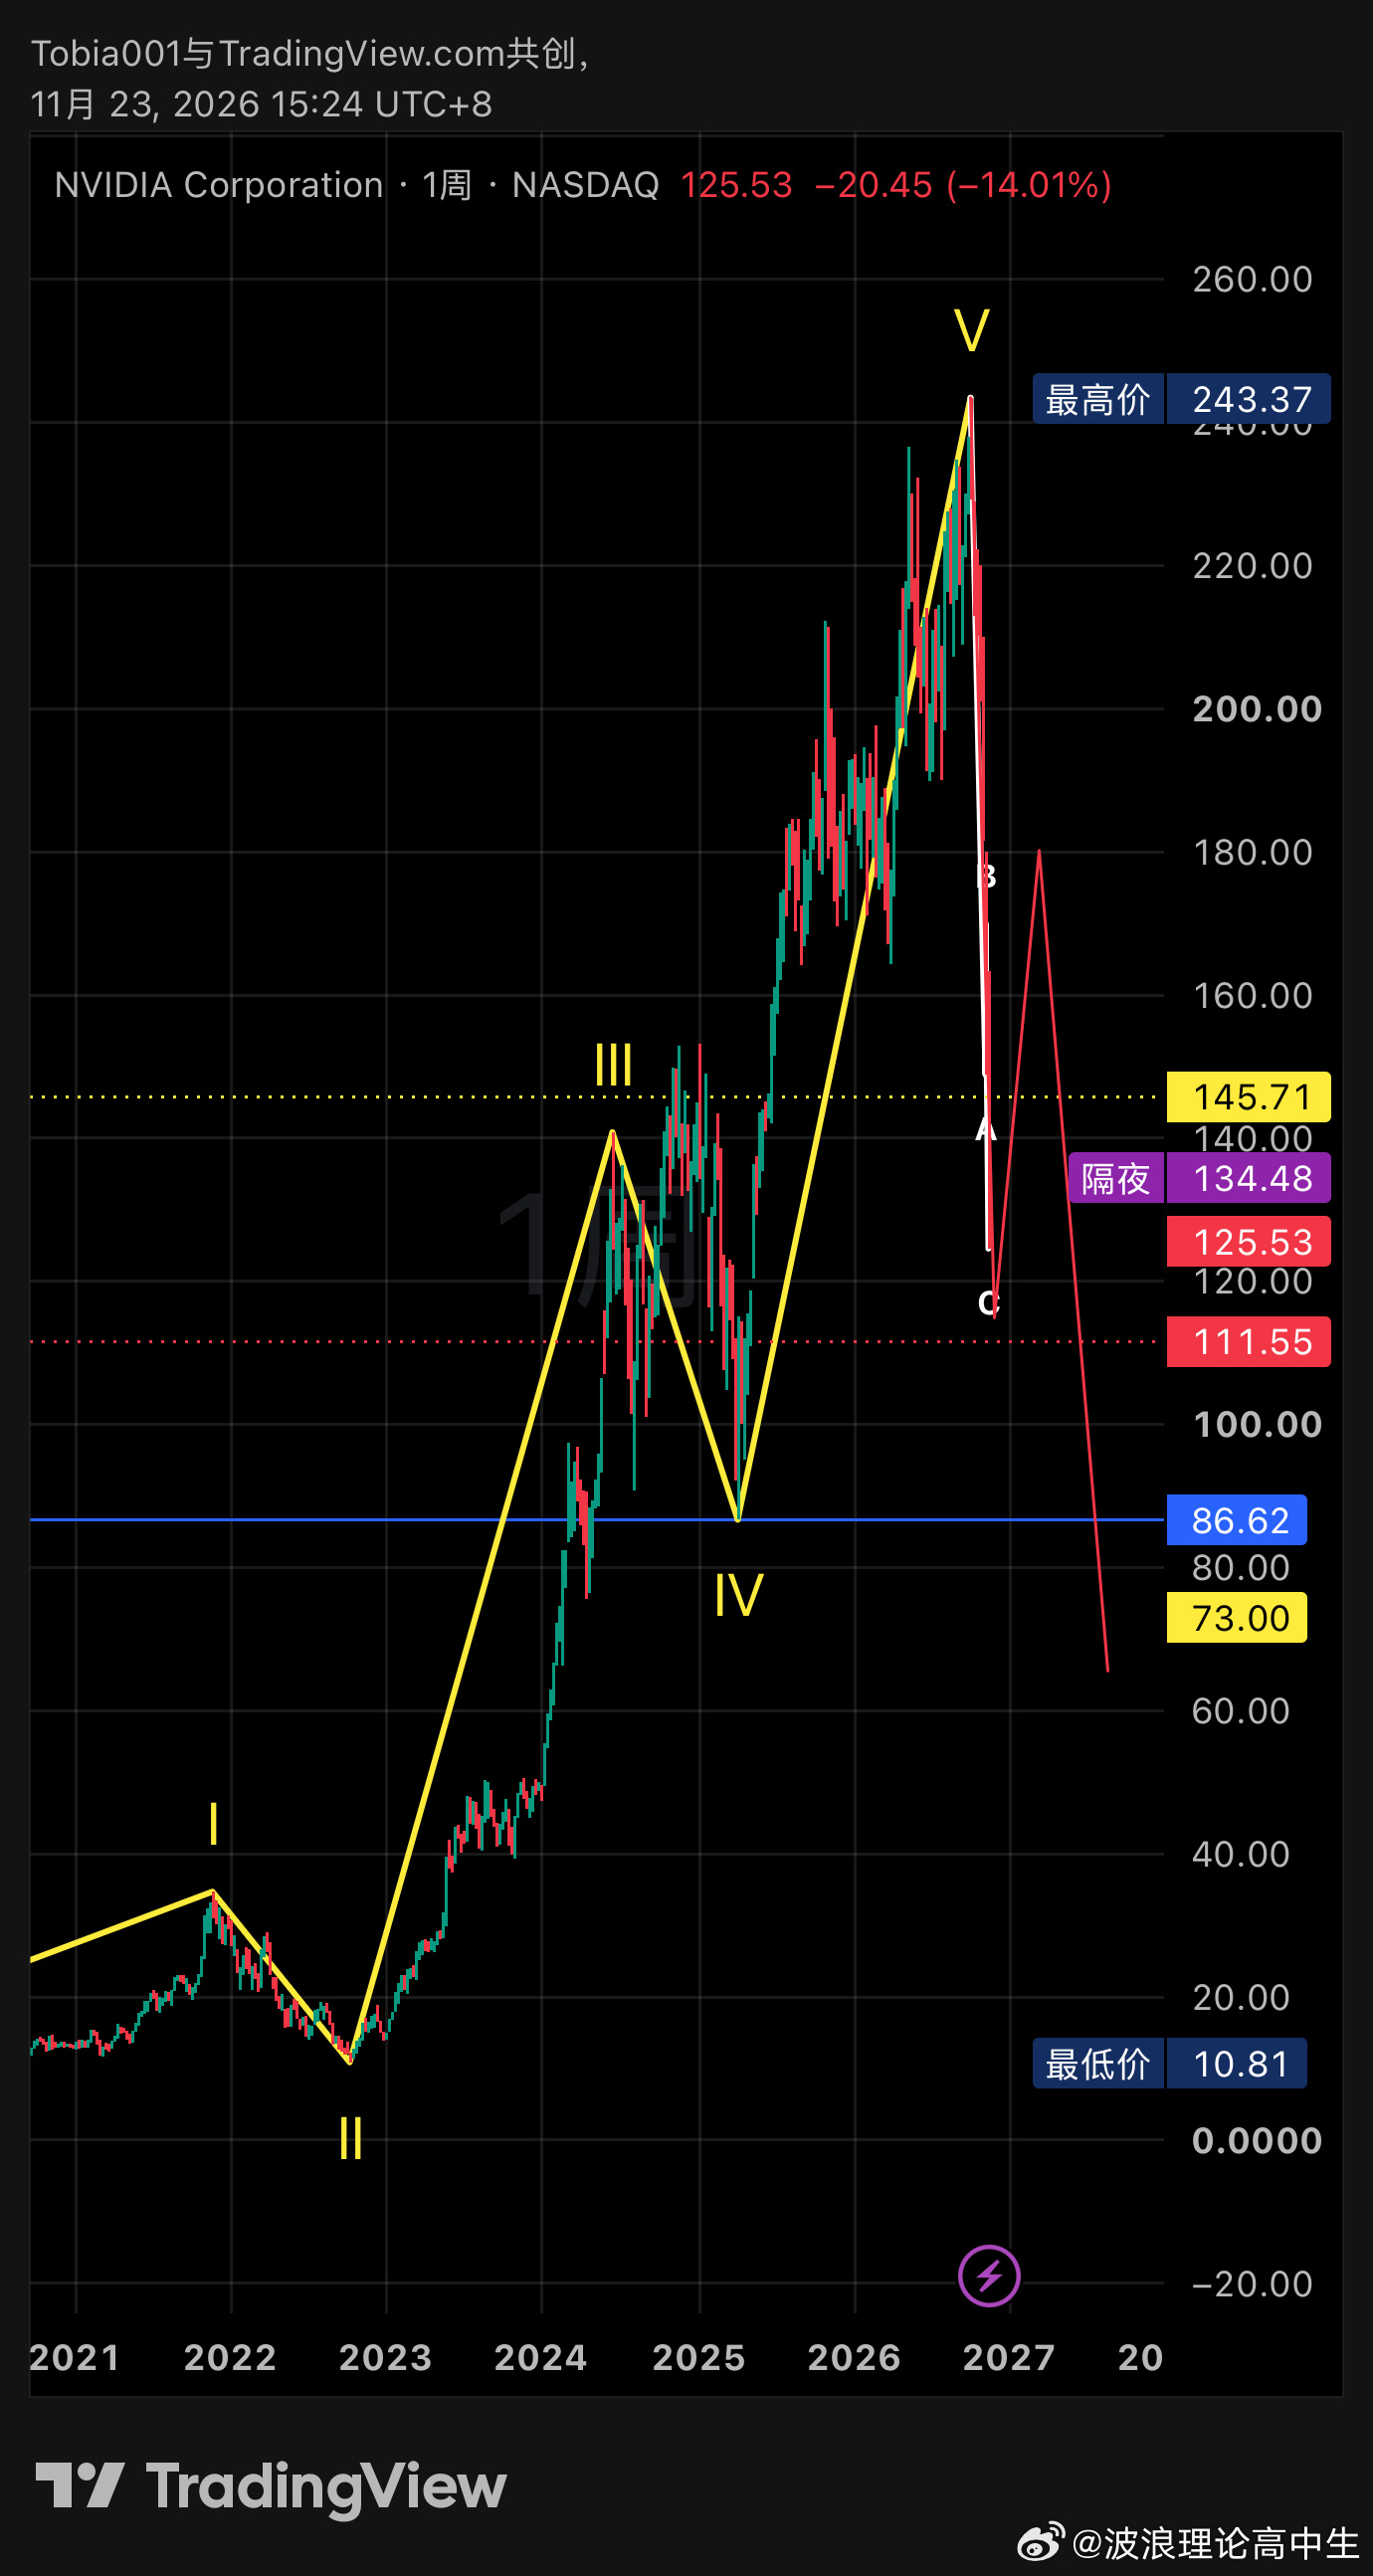 Tobia001与TradingView.com共创,
11月 23, 2026 15:24 UTC+8
NVIDIA Corporation · 1周 · NASDAQ 125.53 −20.45 (−14.01%)
260.00
V
最高价 243.37
240.00
220.00
200.00
180.00
B
160.00
III
145.71
A
140.00
1周
隔夜 134.48
125.53
120.00
C
111.55
100.00
86.62
80.00
IV
73.00
60.00
I
40.00
20.00
最低价 10.81
II
0.0000
−20.00
2021 2022 2023 2024 2025 2026 2027 20
TradingView
@波浪理论高中生